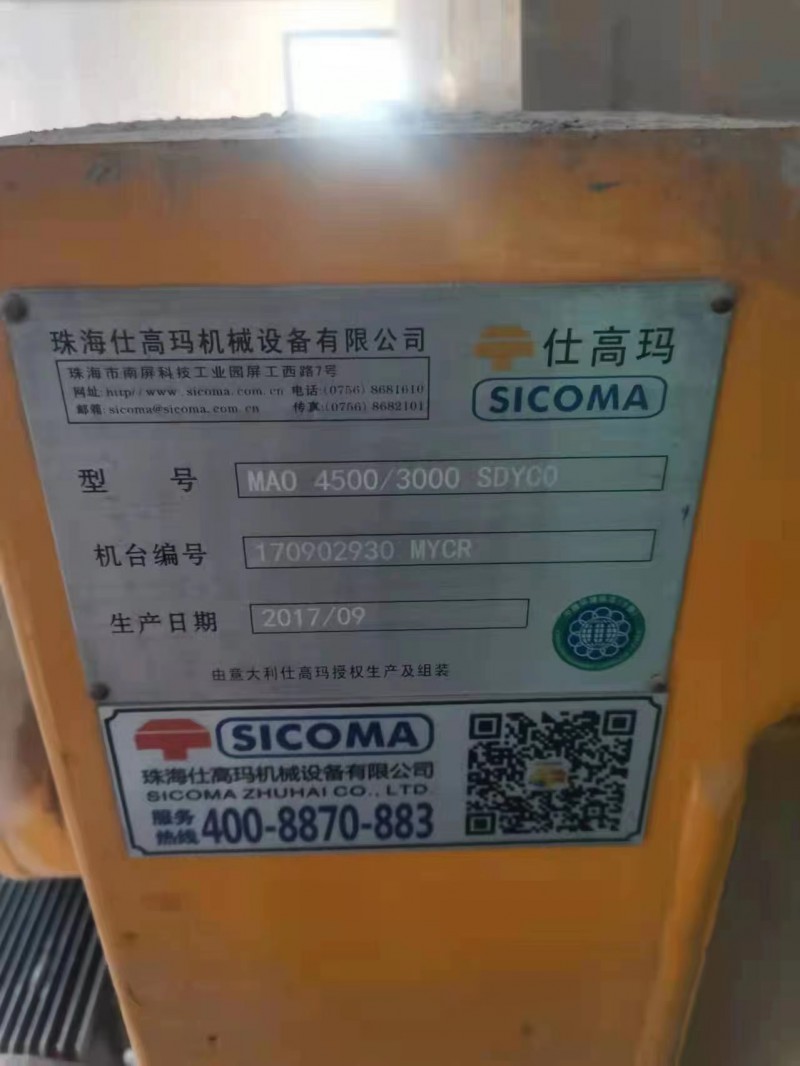 珠海仕高玛机械设备有限公司
珠海市南屏科技工业园屏工西路7号
网址:http//www.sicoma.com.cn 电话:(0756) 8681610
邮箱:sicoma@sicoma.com.cn 传真:(0756) 8682101
仕高玛
SICOMA
型 号 MAO 4500/3000 SDYCO
机台编号 170902930 MYCR
生产日期 2017/09
由意大利仕高玛授权生产及组装
SICOMA
珠海仕高玛机械设备有限公司
SICOMA ZHUHAI CO., LTD.
服务热线 400-8870-883